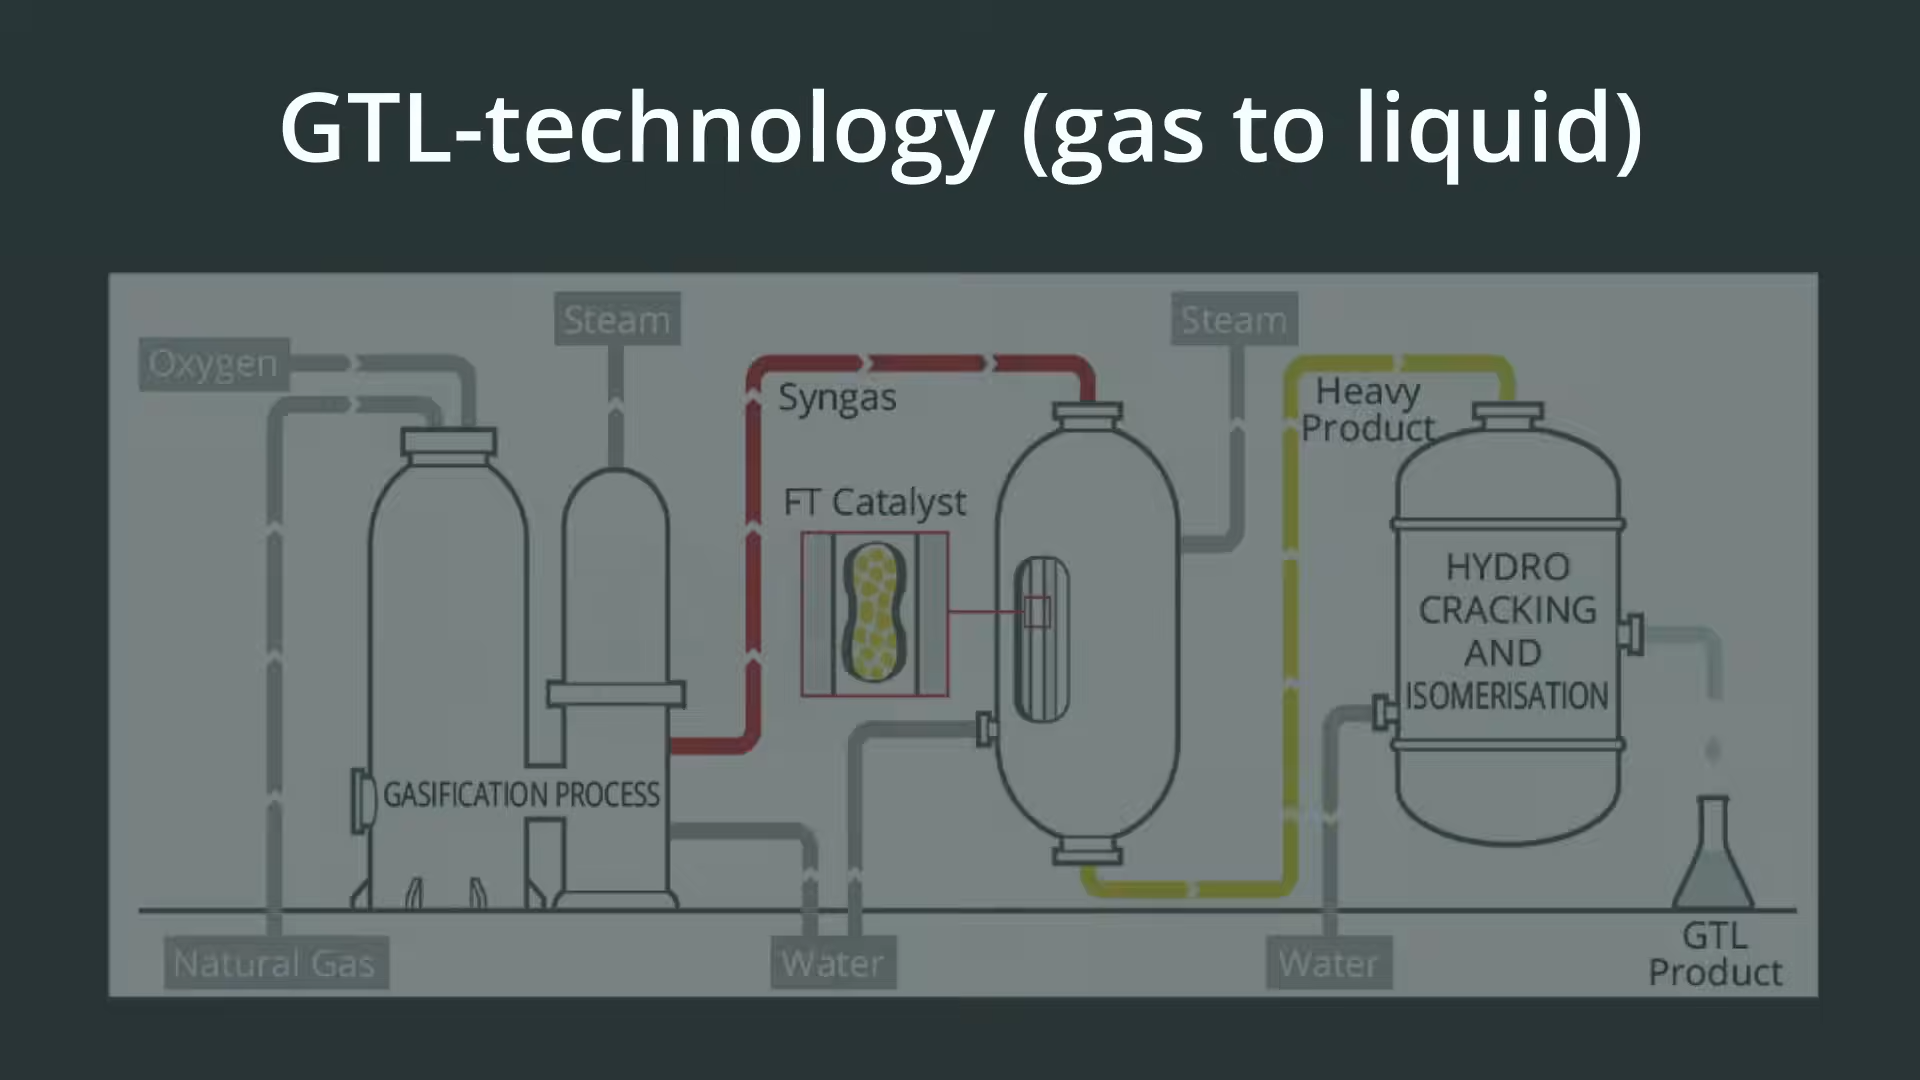 GTL-technology (gas to liquid)
Steam
Steam
Oxygen
Syngas
Heavy
Product
FT Catalyst
HYDRO
CRACKING
AND
ISOMERISATION
GASIFICATION PROCESS
Natural Gas
Water
Water
GTL
Product